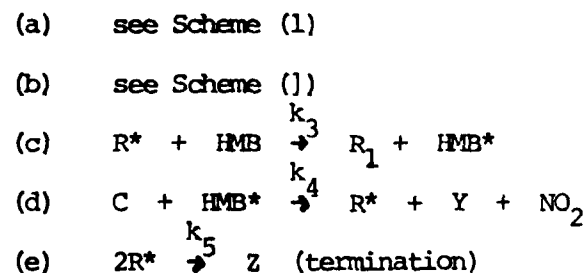 (a) see Scheme (1)
(b) see Scheme (])
k3
(c) R* + HMB → R1 + HMB*
k4
(d) C + HMB* → R* + Y + NO2
k5
(e) 2R* → Z (termination)